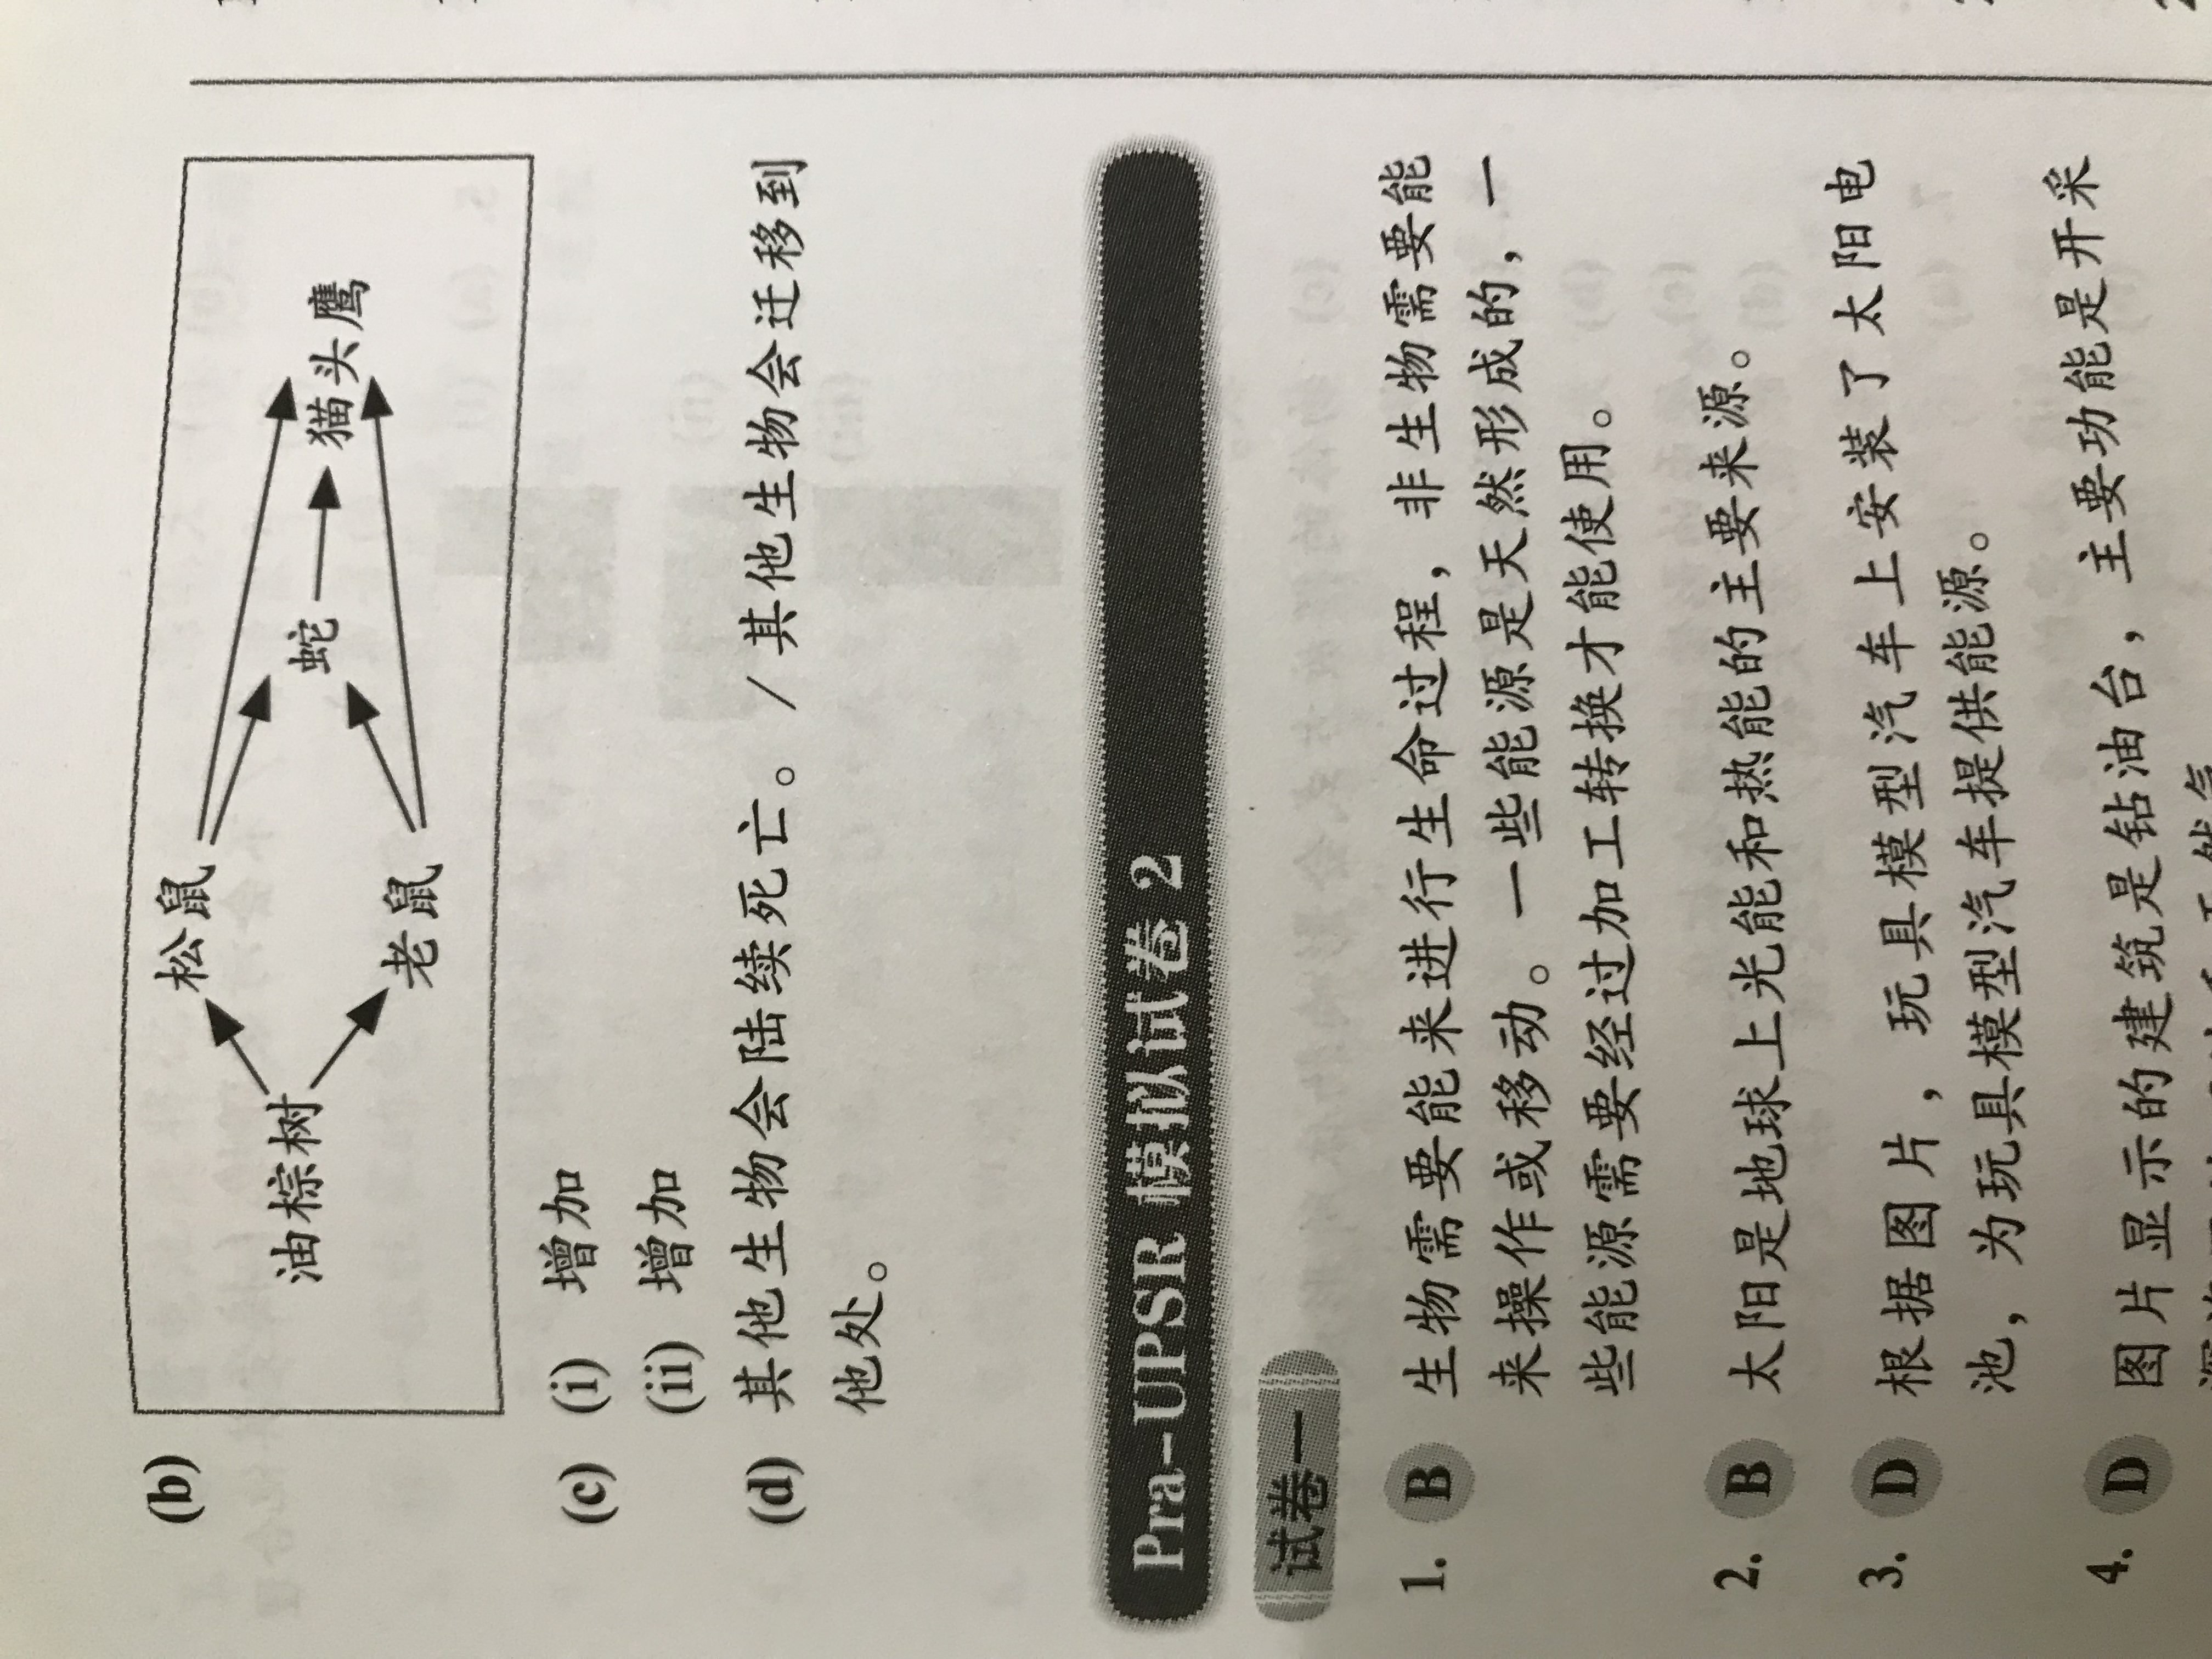 (b)
松鼠
油棕树
蛇
猫头鹰
老鼠
(c) (i) 增加
(ii) 增加
(d) 其他生物会陆续死亡。/ 其他生物会迁移到
他处。
Pra-UPSR 模拟试卷 2
试卷一
1. B 生物需要能来进行生命过程，非生物需要能
来操作或移动。一些能源是天然形成的，一
些能源需要经过加工转换才能使用。
2. B 太阳是地球上光能和热能的主要来源。
3. D 根据图片，玩具模型汽车上安装了太阳电
池，为玩具模型汽车提供能源。
4. D 图片显示的建筑是钻油台，主要功能是开采
天然气